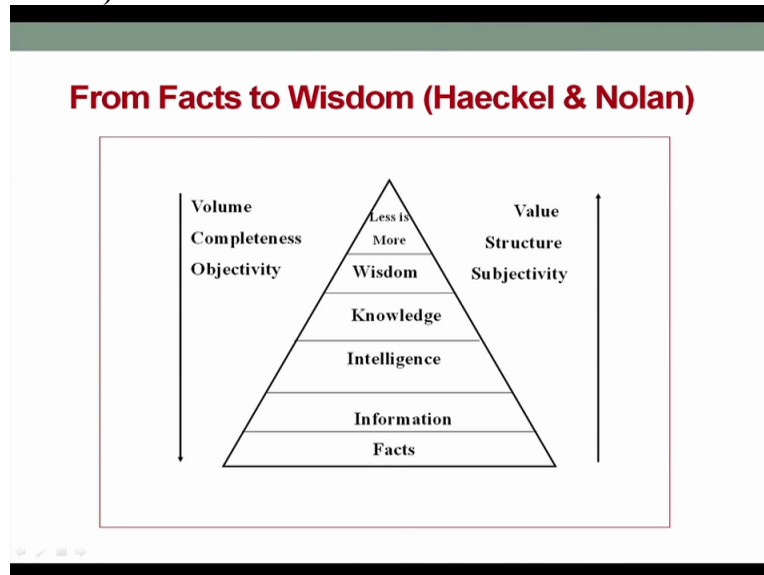 From Facts to Wisdom (Haeckel & Nolan)
Volume
Completeness
Objectivity
Less is
More
Wisdom
Knowledge
Intelligence
Information
Facts
Value
Structure
Subjectivity